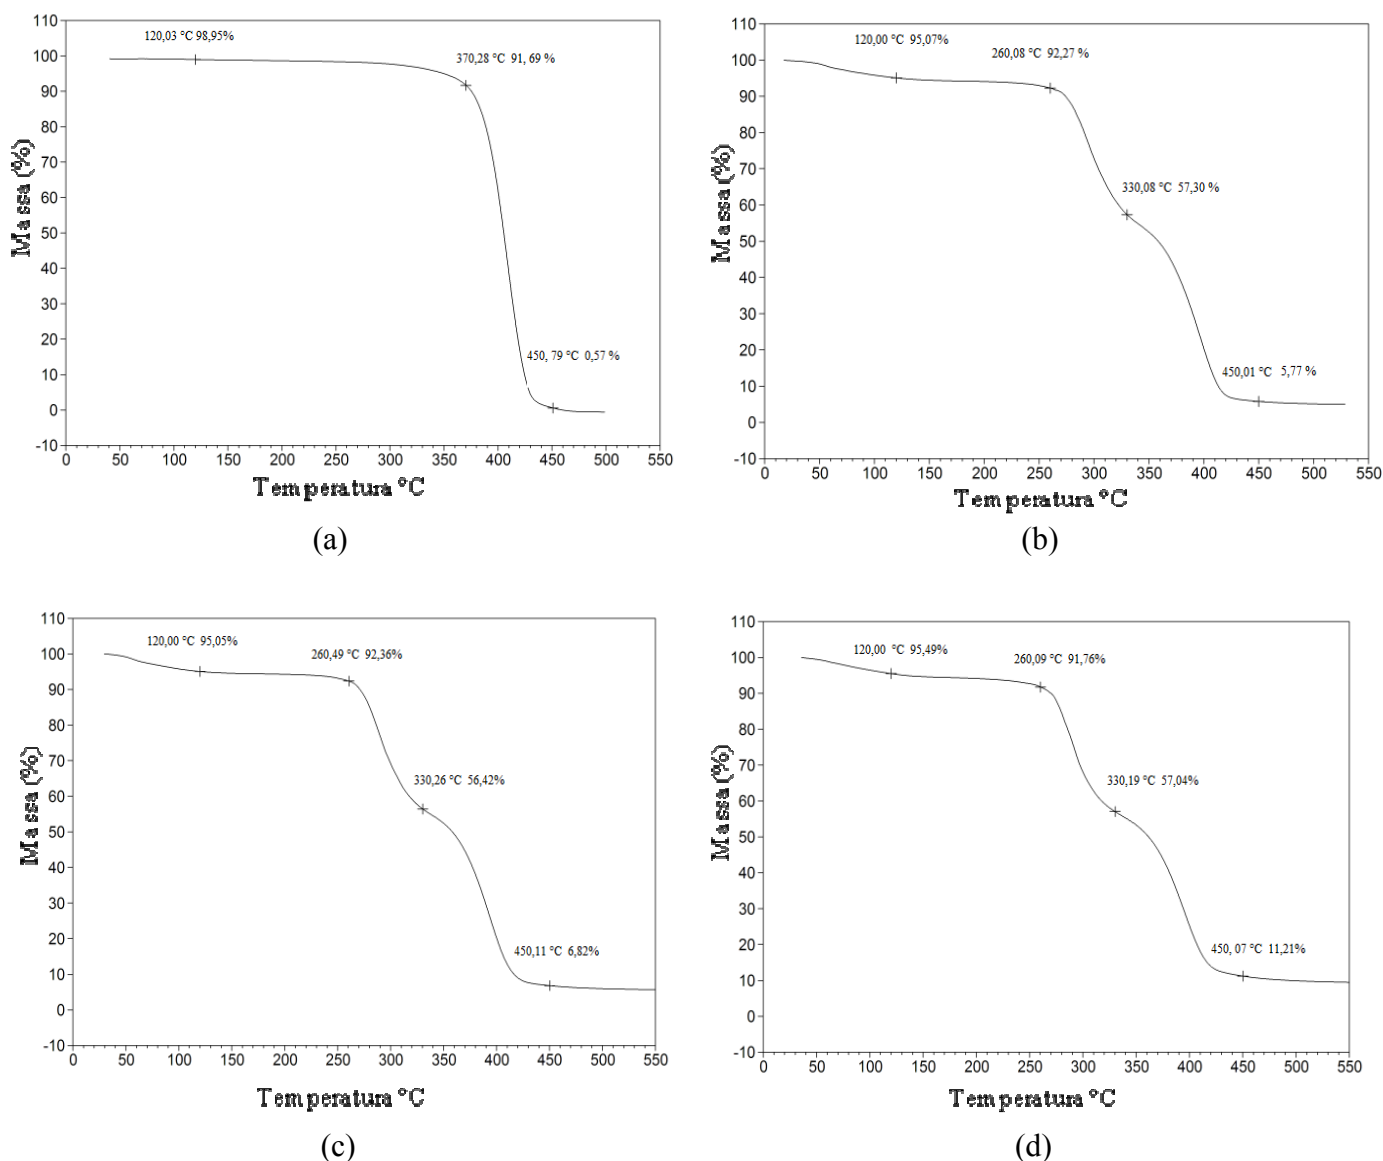 110
100
90
80
70
60
50
40
30
20
10
0
-10
Massa (%)
120,03 °C 98,95%
370,28 °C 91, 69 %
450, 79 °C 0,57 %
0 50 100 150 200 250 300 350 400 450 500 550
Temperatura ºC
(a)
110
100
90
80
70
60
50
40
30
20
10
0
-10
Massa (%)
120,00 °C 95,07%
260,08 °C 92,27 %
330,08 °C 57,30 %
450,01 °C 5,77 %
0 50 100 150 200 250 300 350 400 450 500 550
Temperatura ºC
(b)
110
100
90
80
70
60
50
40
30
20
10
0
-10
Massa (%)
120,00 °C 95,05%
260,49 °C 92,36%
330,26 °C 56,42%
450,11 °C 6,82%
0 50 100 150 200 250 300 350 400 450 500 550
Temperatura ºC
(c)
110
100
90
80
70
60
50
40
30
20
10
0
-10
Massa (%)
120,00 °C 95,49%
260,09 °C 91,76%
330,19 °C 57,04%
450, 07 °C 11,21%
0 50 100 150 200 250 300 350 400 450 500 550
Temperatura ºC
(d)